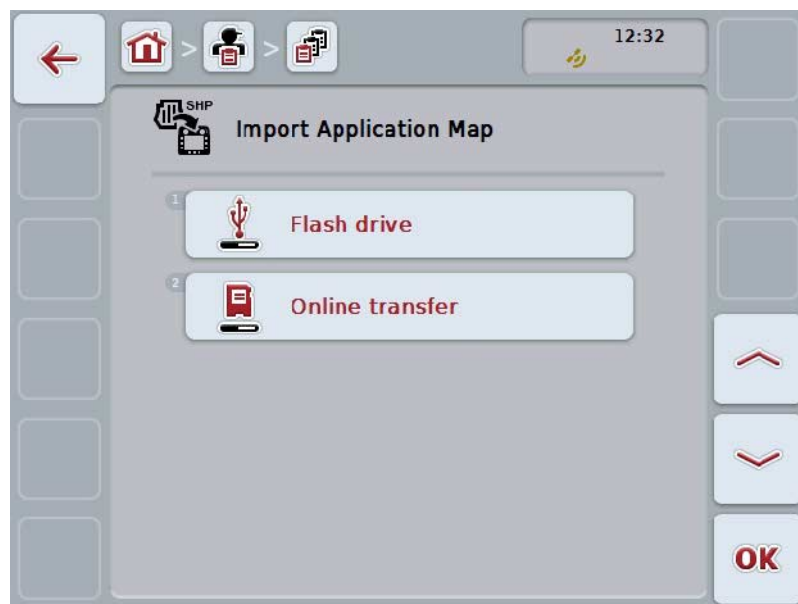 > >
12:32
SHP
Import Application Map
1
Flash drive
2
Online transfer
OK